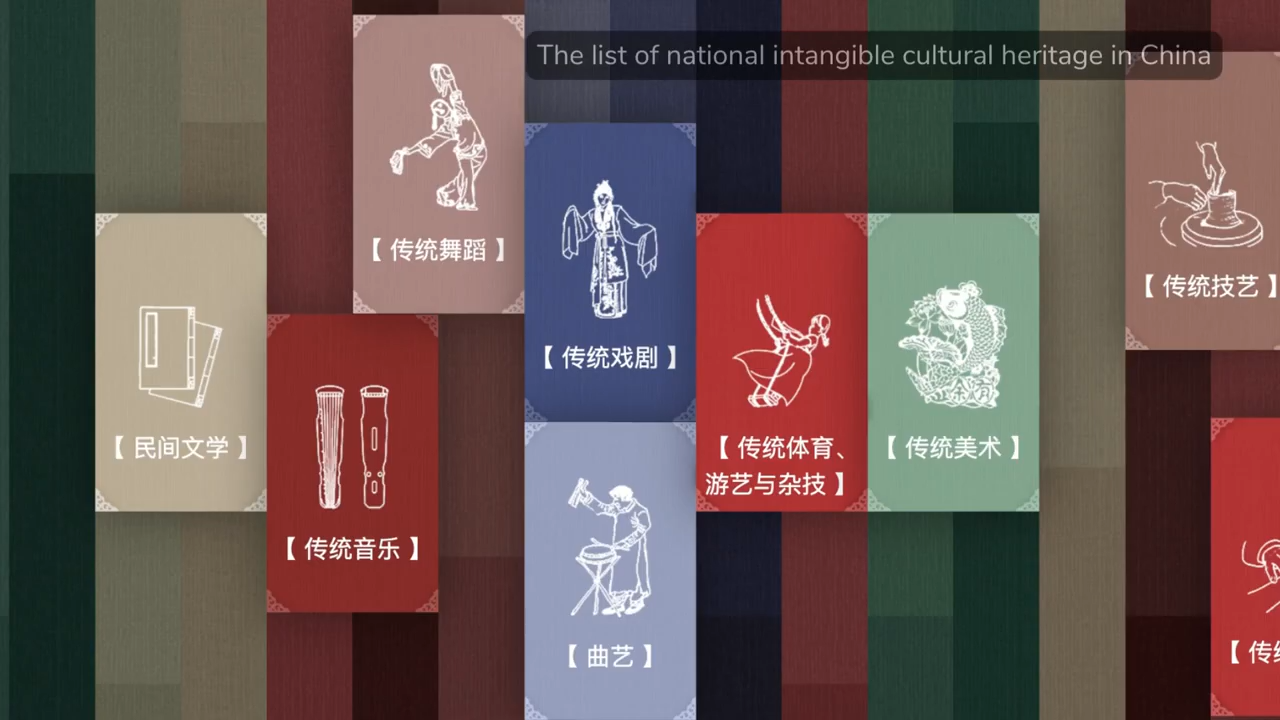 The list of national intangible cultural heritage in China
【 传统舞蹈 】
【 传统技艺 】
【 传统戏剧 】
【 民间文学 】
【 传统体育、
游艺与杂技 】
【 传统美术 】
【 传统音乐 】
【 曲艺 】
【 传